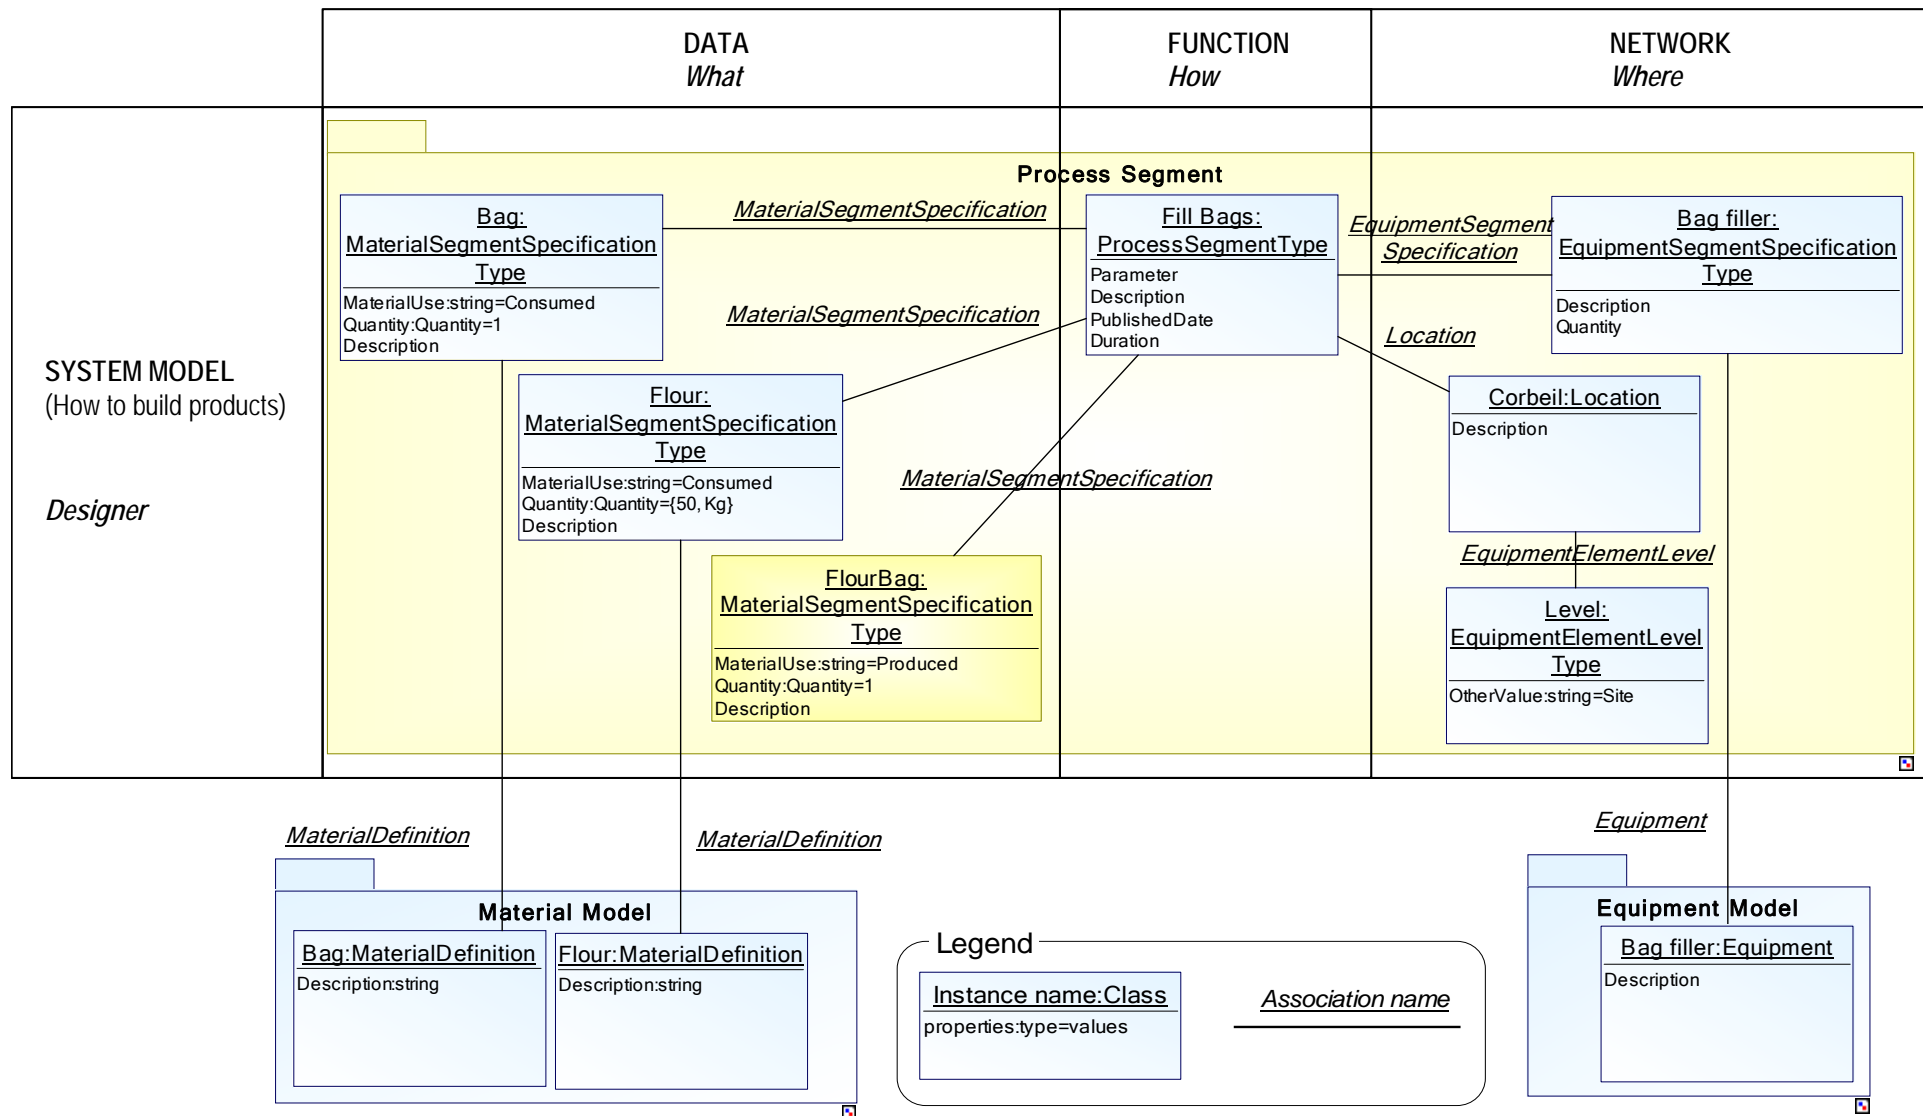 DATA
What
FUNCTION
How
NETWORK
Where
SYSTEM MODEL
(How to build products)
Designer
Process Segment
Bag:
MaterialSegmentSpecification
Type
MaterialUse:string=Consumed
Quantity:Quantity=1
Description
MaterialSegmentSpecification
Fill Bags:
ProcessSegmentType
Parameter
Description
PublishedDate
Duration
EquipmentSegment
Specification
Bag filler:
EquipmentSegmentSpecification
Type
Description
Quantity
MaterialSegmentSpecification
Location
Flour:
MaterialSegmentSpecification
Type
MaterialUse:string=Consumed
Quantity:Quantity={50, Kg}
Description
Corbeil:Location
Description
MaterialSegmentSpecification
EquipmentElementLevel
FlourBag:
MaterialSegmentSpecification
Type
MaterialUse:string=Produced
Quantity:Quantity=1
Description
Level:
EquipmentElementLevel
Type
OtherValue:string=Site
MaterialDefinition
MaterialDefinition
Equipment
Material Model
Bag:MaterialDefinition
Description:string
Flour:MaterialDefinition
Description:string
Legend
Instance name:Class
properties:type=values
Association name
Equipment Model
Bag filler:Equipment
Description